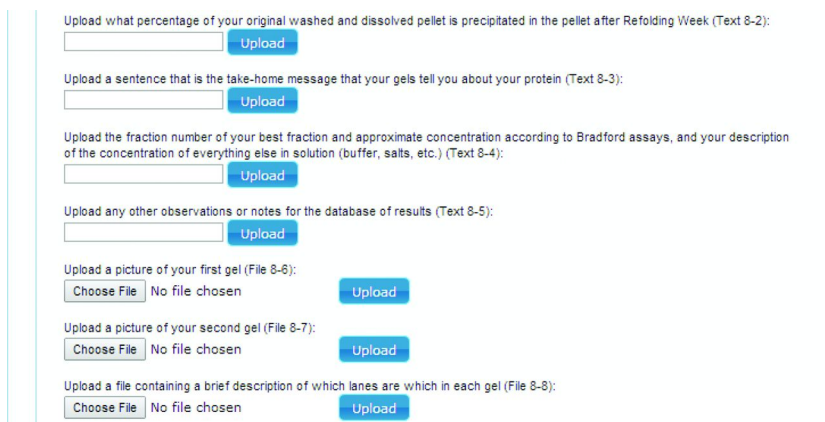 Upload what percentage of your original washed and dissolved pellet is precipitated in the pellet after Refolding Week (Text 8-2):
Upload
Upload a sentence that is the take-home message that your gels tell you about your protein (Text 8-3):
Upload
Upload the fraction number of your best fraction and approximate concentration according to Bradford assays, and your description
of the concentration of everything else in solution (buffer, salts, etc.) (Text 8-4):
Upload
Upload any other observations or notes for the database of results (Text 8-5):
Upload
Upload a picture of your first gel (File 8-6):
Choose File No file chosen Upload
Upload a picture of your second gel (File 8-7):
Choose File No file chosen Upload
Upload a file containing a brief description of which lanes are which in each gel (File 8-8):
Choose File No file chosen Upload